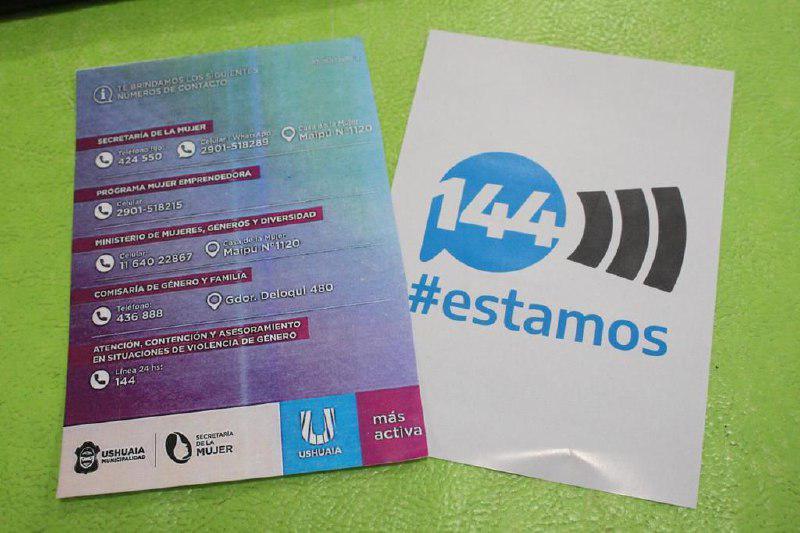 TE BRINDAMOS LOS SIGUIENTES
NÚMEROS DE CONTACTO
SECRETARÍA DE LA MUJER
Teléfono fijo:
424 550
Celular / WhatsApp:
2901-518289
Casa de la Mujer:
Maipú N°1120
PROGRAMA MUJER EMPRENDEDORA
Celular:
2901-518215
MINISTERIO DE MUJERES, GÉNEROS Y DIVERSIDAD
Celular:
11 640 22867
Casa de la Mujer:
Maipú N°1120
COMISARÍA DE GÉNERO Y FAMILIA
Teléfono:
436 888
Gdor. Deloqui 480
ATENCIÓN, CONTENCIÓN Y ASESORAMIENTO
EN SITUACIONES DE VIOLENCIA DE GÉNERO
Línea 24 hs:
144
USHUAIA
MUNICIPALIDAD
SECRETARÍA
DE LA
MUJER
USHUAIA
más
activa
144
#estamos